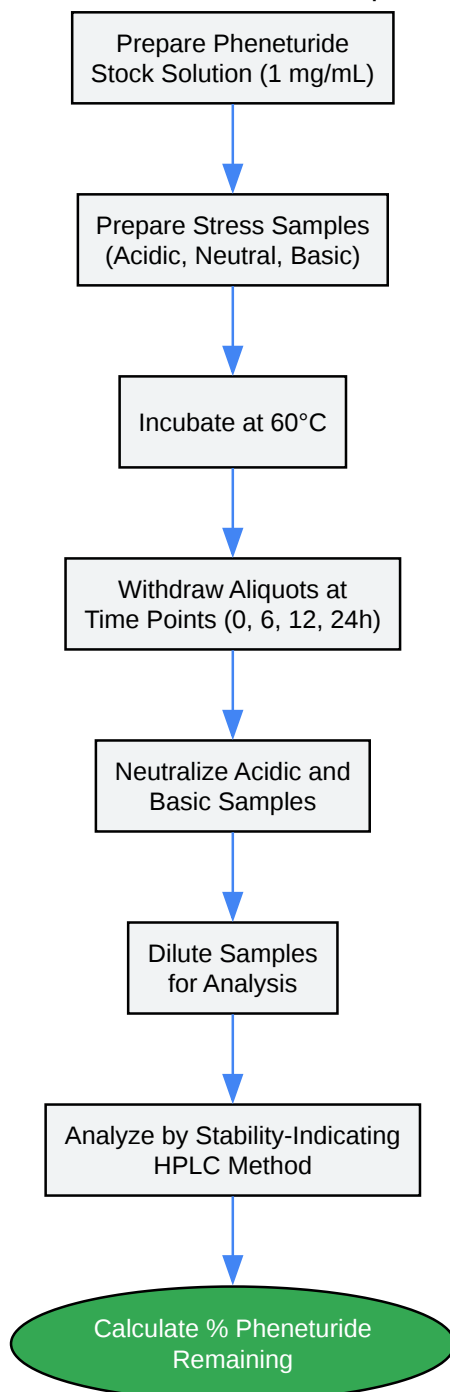 Prepare Pheneturide
Stock Solution (1 mg/mL)
Prepare Stress Samples
(Acidic, Neutral, Basic)
Incubate at 60°C
Withdraw Aliquots at
Time Points (0, 6, 12, 24h)
Neutralize Acidic and
Basic Samples
Dilute Samples
for Analysis
Analyze by Stability-Indicating
HPLC Method
Calculate % Pheneturide
Remaining